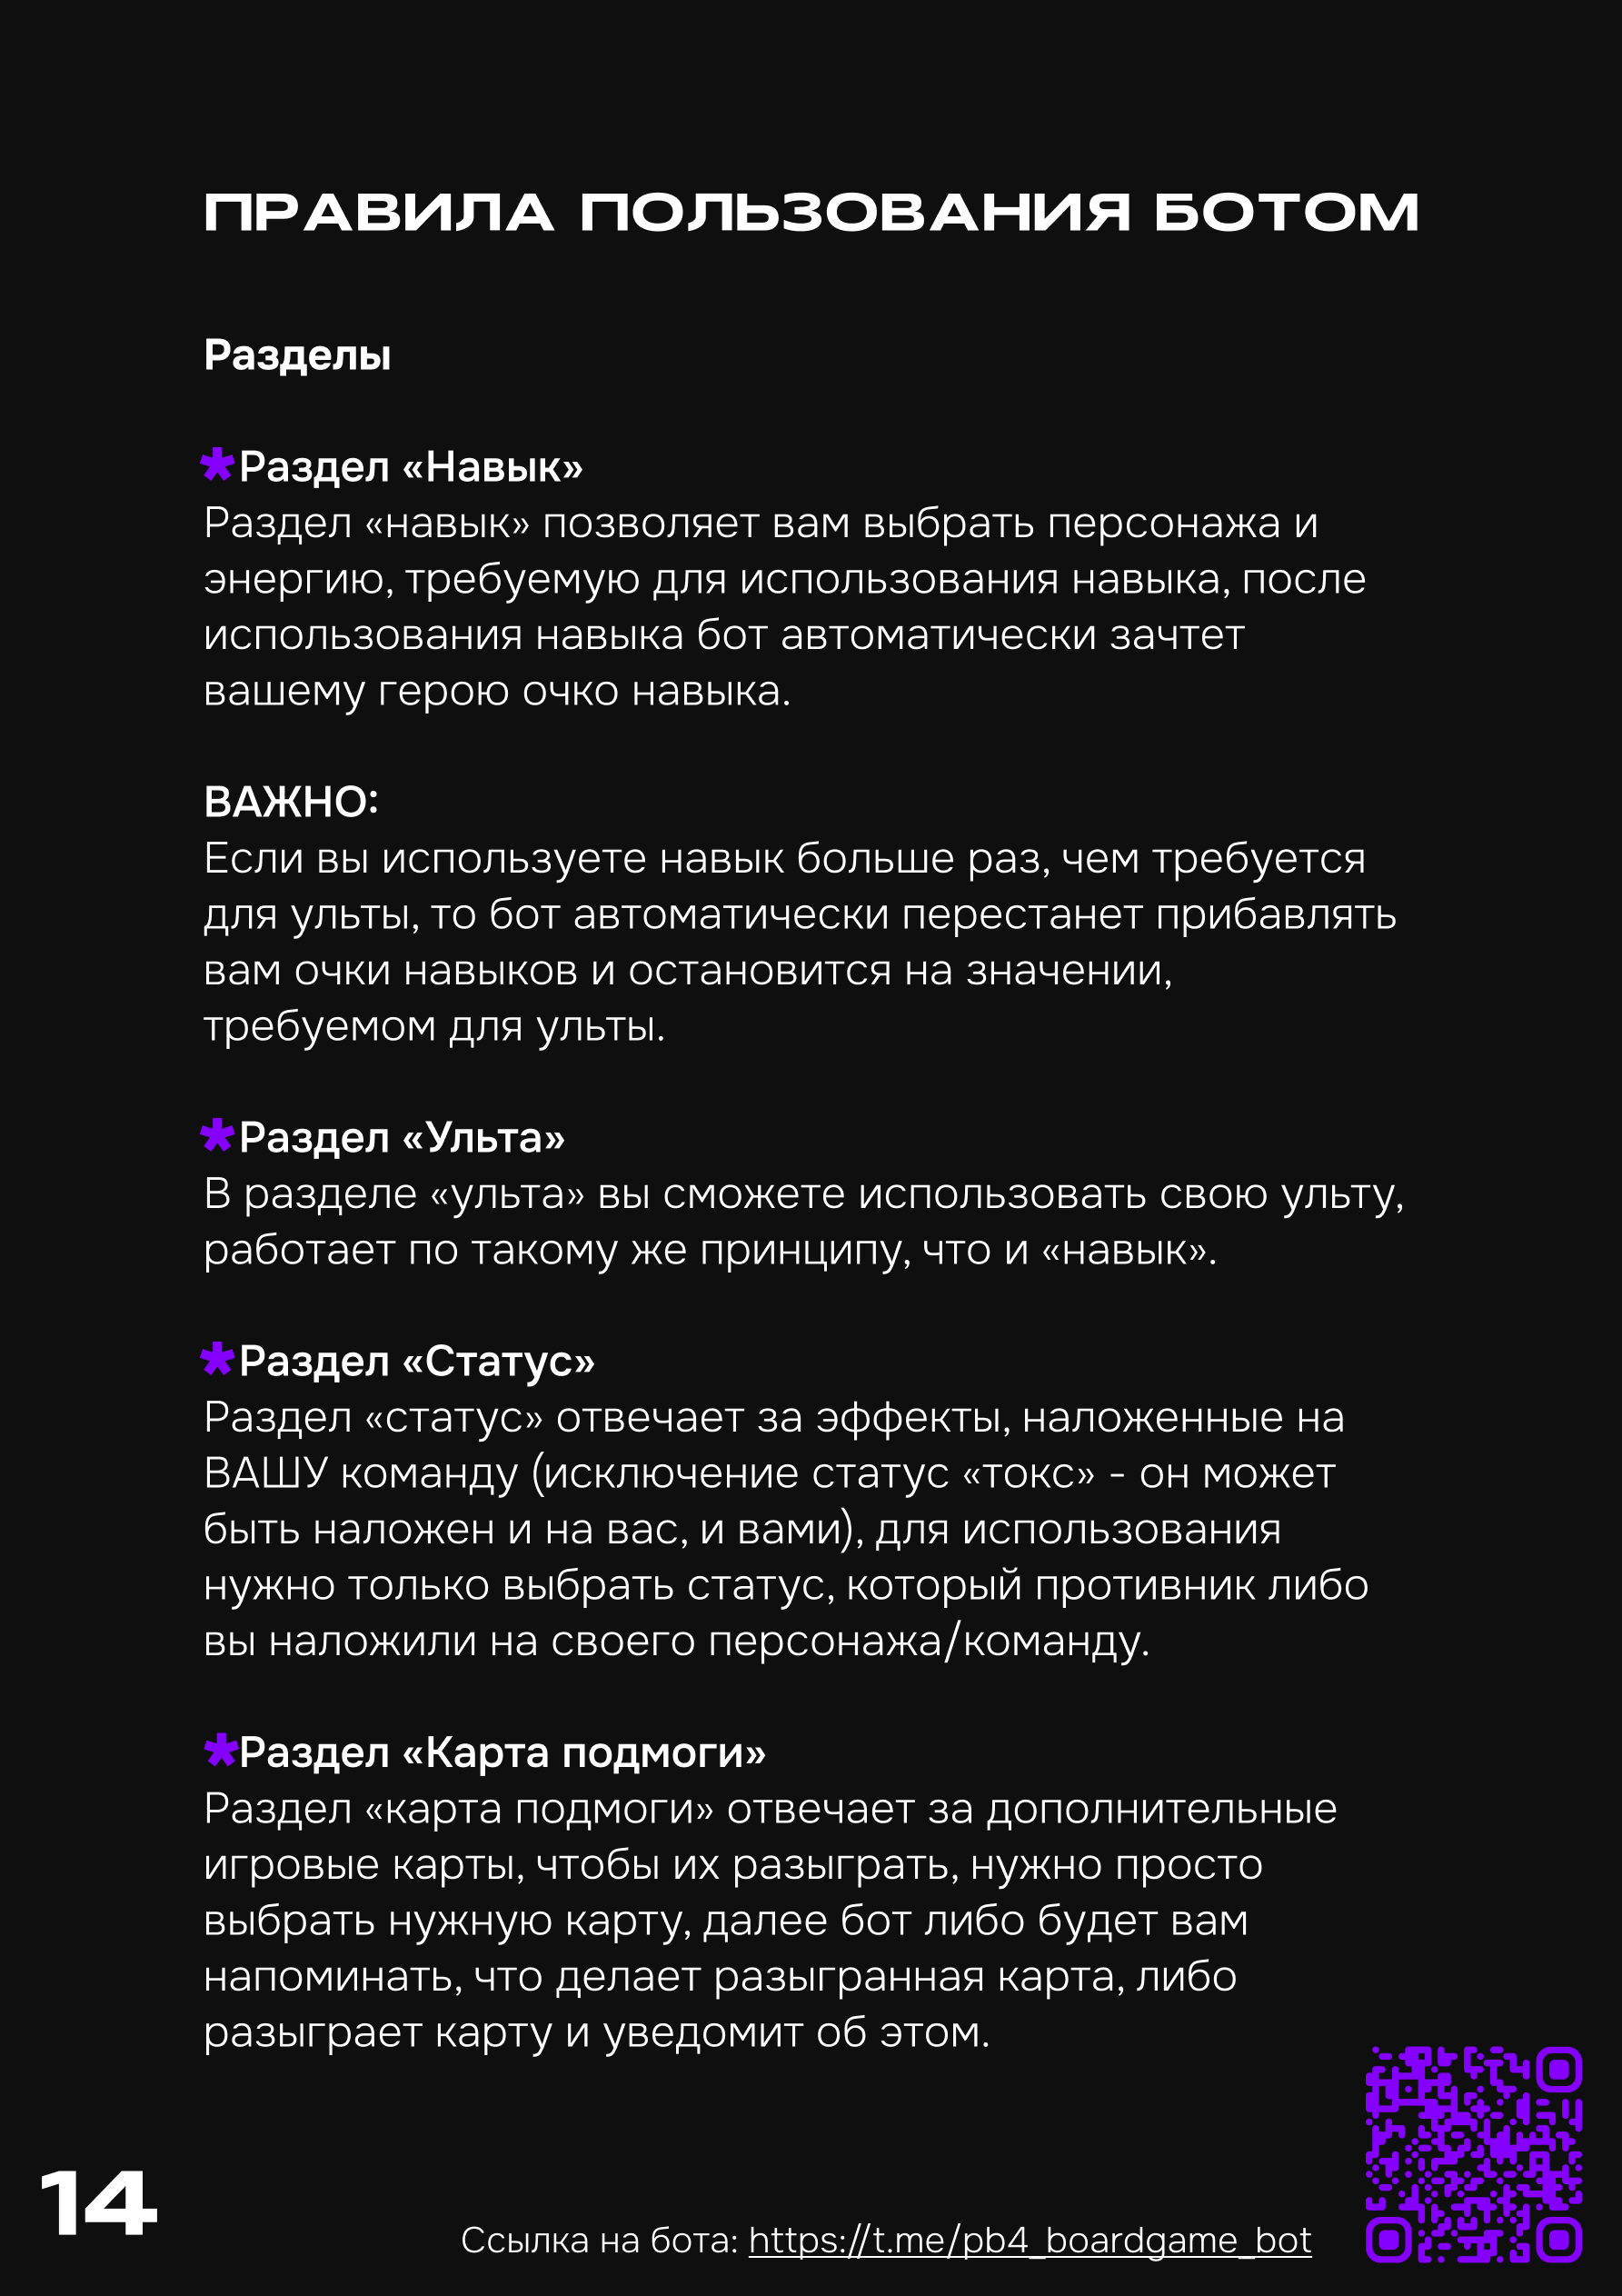 ПРАВИЛА ПОЛЬЗОВАНИЯ БОТОМ
Разделы
*Раздел «Навык»
Раздел «навык» позволяет вам выбрать персонажа и
энергию, требуемую для использования навыка, после
использования навыка бот автоматически зачтет
вашему герою очко навыка.
ВАЖНО:
Если вы используете навык больше раз, чем требуется
для ульты, то бот автоматически перестанет прибавлять
вам очки навыков и остановится на значении,
требуемом для ульты.
*Раздел «Ульта»
В разделе «ульта» вы сможете использовать свою ульту,
работает по такому же принципу, что и «навык».
*Раздел «Статус»
Раздел «статус» отвечает за эффекты, наложенные на
ВАШУ команду (исключение статус «токс» - он может
быть наложен и на вас, и вами), для использования
нужно только выбрать статус, который противник либо
вы наложили на своего персонажа/команду.
*Раздел «Карта подмоги»
Раздел «карта подмоги» отвечает за дополнительные
игровые карты, чтобы их разыграть, нужно просто
выбрать нужную карту, далее бот либо будет вам
напоминать, что делает разыгранная карта, либо
разыграет карту и уведомит об этом.
14
Ссылка на бота: https://t.me/pb4_boardgame_bot